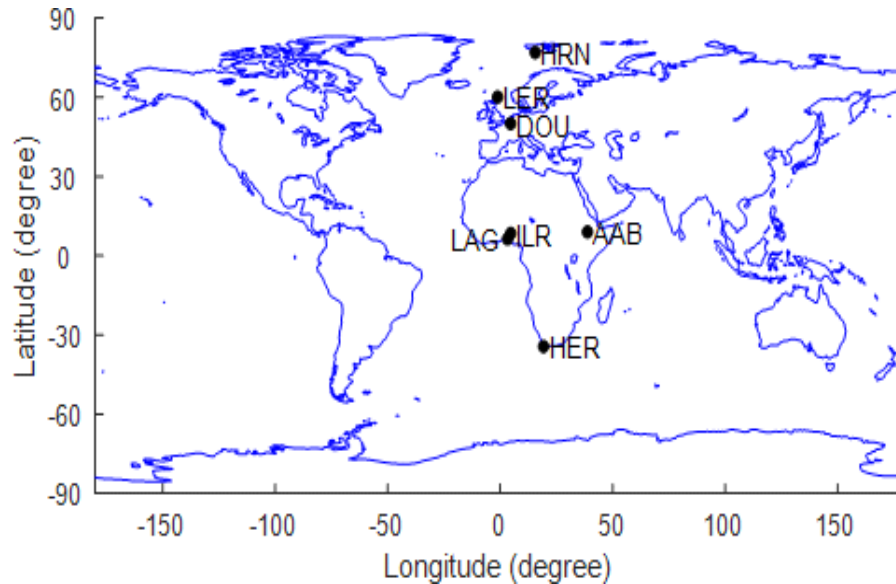 90
HRN
60
LER
DOU
30
LAG
ILR
AAB
0
-30
HER
-60
-90
-150
-100
-50
0
50
100
150
Latitude (degree)
Longitude (degree)